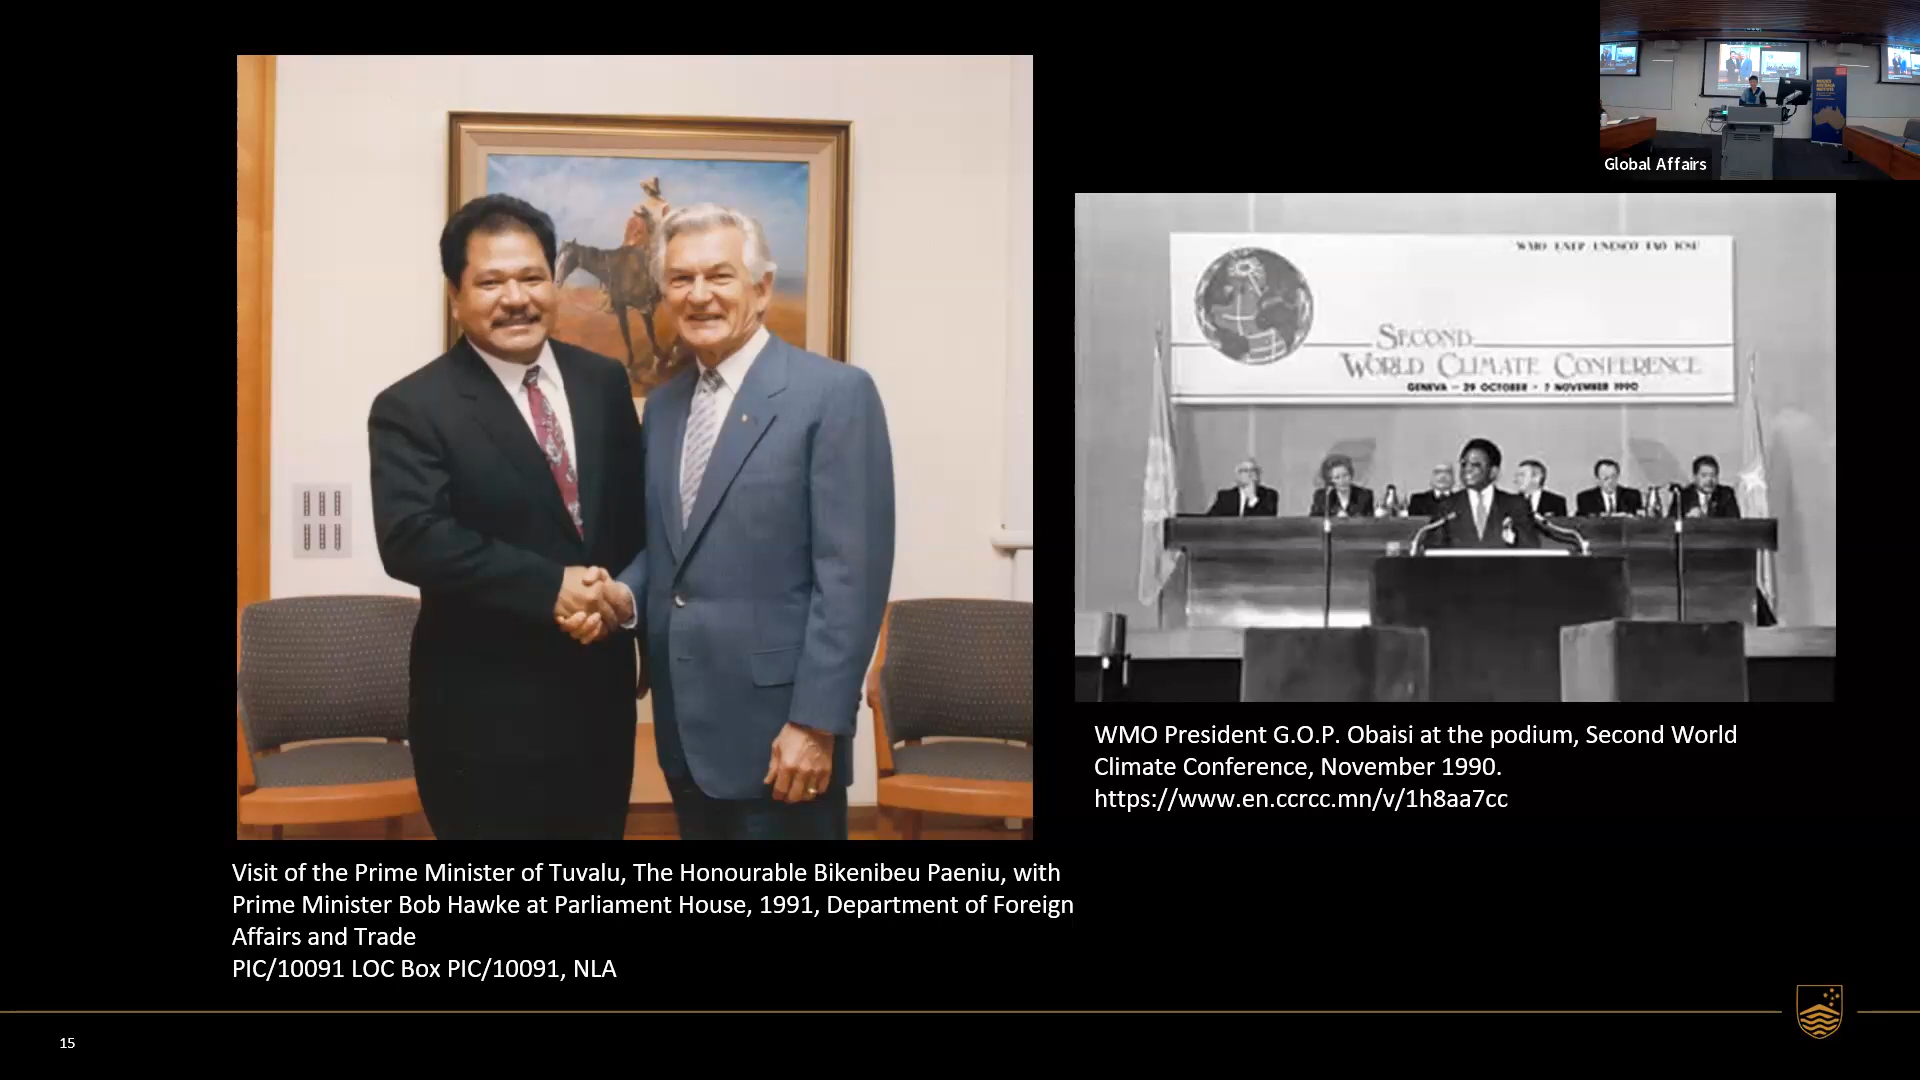 Global Affairs
WMO UNEP UNESCO FAO ICSU
SECOND
WORLD CLIMATE CONFERENCE
GENEVA – 29 OCTOBER - 7 NOVEMBER 1990
WMO President G.O.P. Obaisi at the podium, Second World
Climate Conference, November 1990.
https://www.en.ccrcc.mn/v/1h8aa7cc
Visit of the Prime Minister of Tuvalu, The Honourable Bikenibeu Paeniu, with
Prime Minister Bob Hawke at Parliament House, 1991, Department of Foreign
Affairs and Trade
PIC/10091 LOC Box PIC/10091, NLA
15